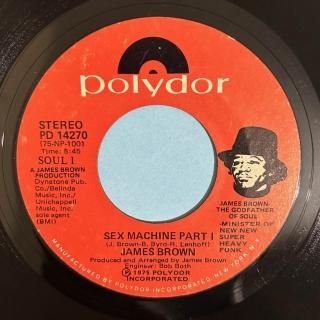 polydor
STEREO
PD 14270
(75-NP-1001
Time: 5:45
SOUL 1
A JAMES BROWN
PRODUCTION
Dynatone Pub.
Co./Belinda
Music, Inc./
Unichappell
Music, Inc.,
sole agent
(BMI)
JAMES BROWN-
THE GODFATHER
OF SOUL
-MINISTER OF
NEW NEW
SUPER
HEAVY
FUNK
SEX MACHINE PART I
(J. Brown-B. Byrd-R. Lenhoff)
JAMES BROWN
Produced and Arranged by James Brown
Engineer: Bob Both
Ⓟ 1975 POLYDOR
INCORPORATED
MANUFACTURED BY POLYDOR INCORPORATED, NEW YORK, N.Y.